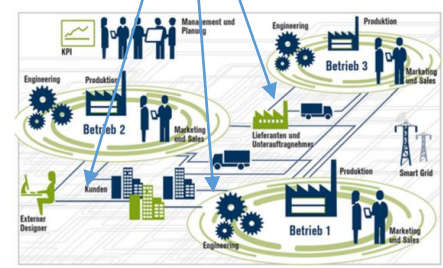 Management und
Planung
KPI
Engineering
Produktion
Betrieb 3
Marketing
und Sales
Engineering
Produktion
Betrieb 2
Marketing
und Sales
Lieferanten und
Unterauftragnehmer
Smart Grid
Kunden
Externer
Designer
Produktion
Engineering
Betrieb 1
Marketing
und Sales